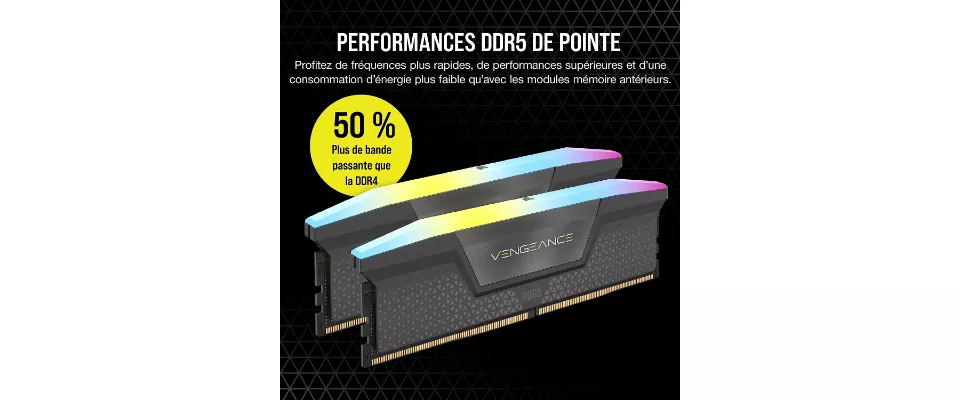 PERFORMANCES DDR5 DE POINTE
Profitez de fréquences plus rapides, de performances supérieures et d'une
consommation d'énergie plus faible qu'avec les modules mémoire antérieurs.
50 %
Plus de bande
passante que
la DDR4
VENGEANCE